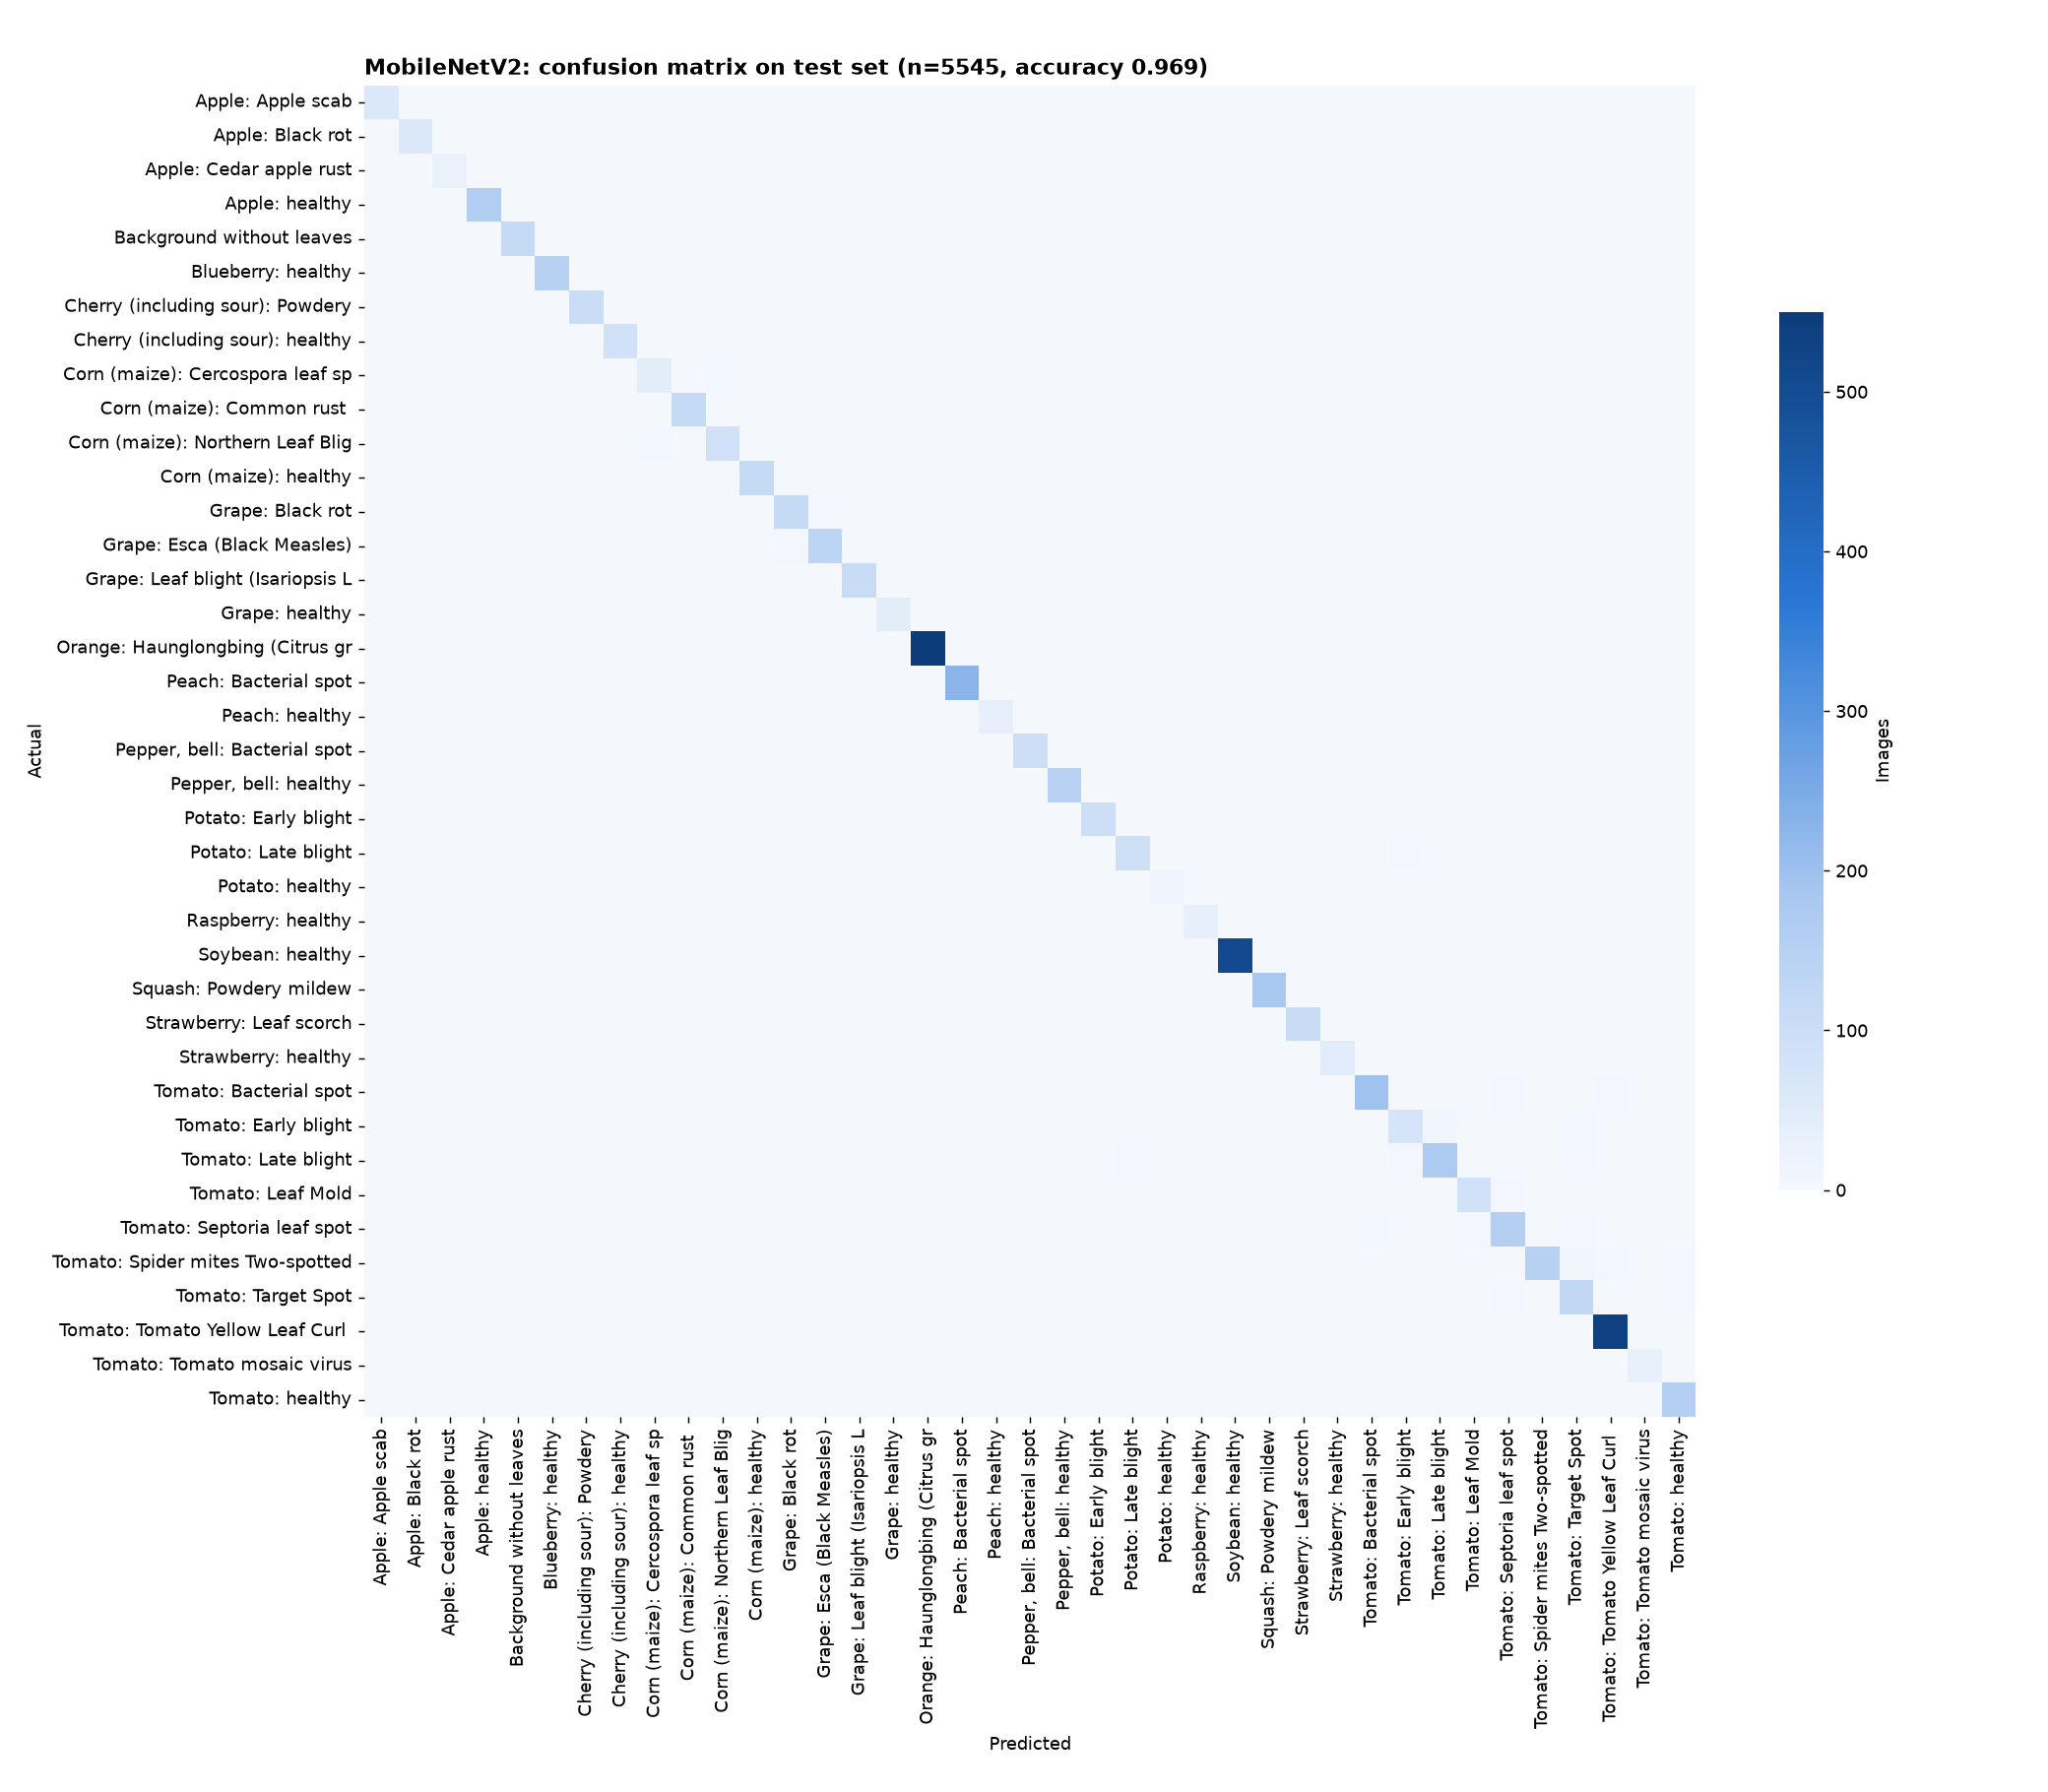 MobileNetV2: confusion matrix on test set (n=5545, accuracy 0.969)
Apple: Apple scab
Apple: Black rot
Apple: Cedar apple rust
Apple: healthy
Background without leaves
Blueberry: healthy
Cherry (including sour): Powdery
Cherry (including sour): healthy
Corn (maize): Cercospora leaf sp
Corn (maize): Common rust
Corn (maize): Northern Leaf Blig
Corn (maize): healthy
Grape: Black rot
Grape: Esca (Black Measles)
Grape: Leaf blight (Isariopsis L
Grape: healthy
Orange: Haunglongbing (Citrus gr
Peach: Bacterial spot
Peach: healthy
Pepper, bell: Bacterial spot
Pepper, bell: healthy
Potato: Early blight
Potato: Late blight
Potato: healthy
Raspberry: healthy
Soybean: healthy
Squash: Powdery mildew
Strawberry: Leaf scorch
Strawberry: healthy
Tomato: Bacterial spot
Tomato: Early blight
Tomato: Late blight
Tomato: Leaf Mold
Tomato: Septoria leaf spot
Tomato: Spider mites Two-spotted
Tomato: Target Spot
Tomato: Tomato Yellow Leaf Curl
Tomato: Tomato mosaic virus
Tomato: healthy
Actual
Apple: Apple scab
Apple: Black rot
Apple: Cedar apple rust
Apple: healthy
Background without leaves
Blueberry: healthy
Cherry (including sour): Powdery
Cherry (including sour): healthy
Corn (maize): Cercospora leaf sp
Corn (maize): Common rust
Corn (maize): Northern Leaf Blig
Corn (maize): healthy
Grape: Black rot
Grape: Esca (Black Measles)
Grape: Leaf blight (Isariopsis L
Grape: healthy
Orange: Haunglongbing (Citrus gr
Peach: Bacterial spot
Peach: healthy
Pepper, bell: Bacterial spot
Pepper, bell: healthy
Potato: Early blight
Potato: Late blight
Potato: healthy
Raspberry: healthy
Soybean: healthy
Squash: Powdery mildew
Strawberry: Leaf scorch
Strawberry: healthy
Tomato: Bacterial spot
Tomato: Early blight
Tomato: Late blight
Tomato: Leaf Mold
Tomato: Septoria leaf spot
Tomato: Spider mites Two-spotted
Tomato: Target Spot
Tomato: Tomato Yellow Leaf Curl
Tomato: Tomato mosaic virus
Tomato: healthy
Predicted
500
400
300
200
100
0
Images